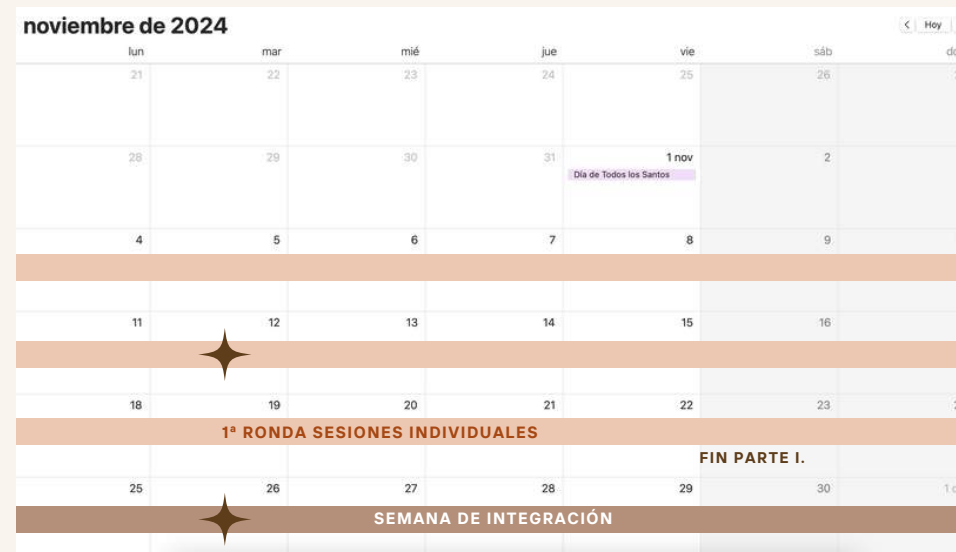 noviembre de 2024
< Hoy
lun mar mié jue vie sáb
21 22 23 24 25 26
28 29 30 31 1 nov 2
Día de Todos los Santos
4 5 6 7 8 9
11 12 13 14 15 16
18 19 20 21 22 23
1ª RONDA SESIONES INDIVIDUALES
FIN PARTE I.
25 26 27 28 29 30
SEMANA DE INTEGRACIÓN